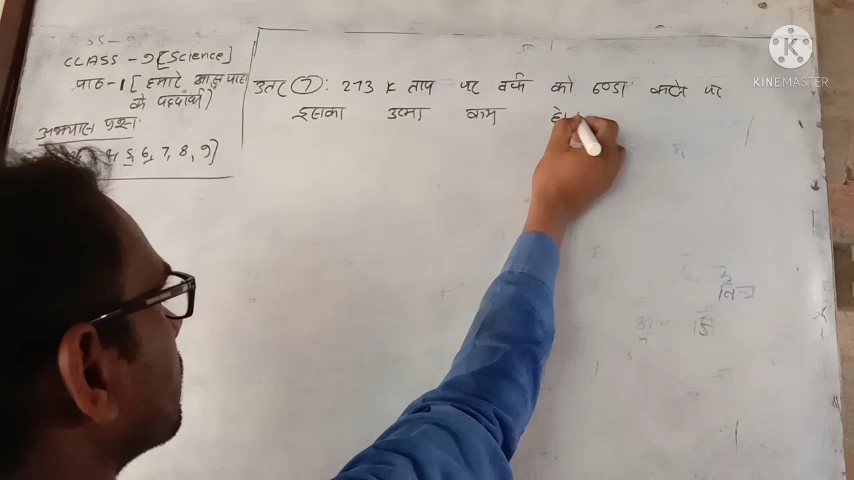 CLASS - 9 [Science]
पाठ-1 [हमारे आस पास
के पदार्थ)
अभ्यास प्रश्न
5, 6, 7, 8, 9]
उत्तर (7): 273 K ताप पर बर्फ को ठण्डा करने पर
इसका उष्मा कम
KINEMASTER